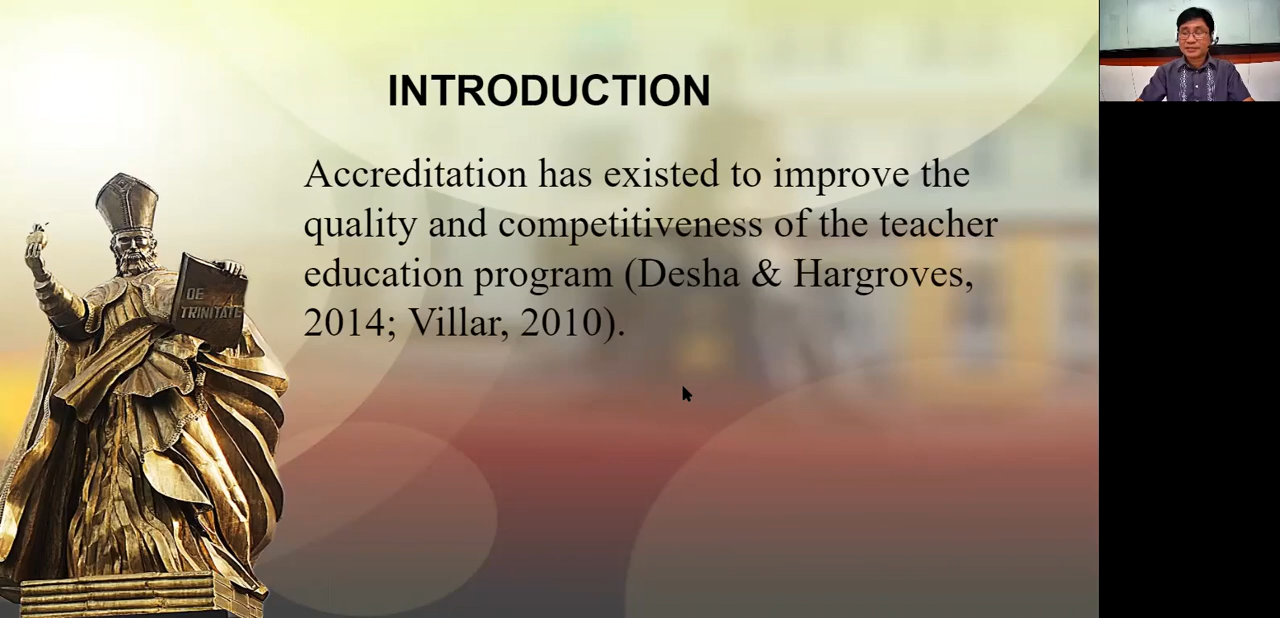 INTRODUCTION
Accreditation has existed to improve the
quality and competitiveness of the teacher
education program (Desha & Hargroves,
2014; Villar, 2010).
DE
TRINITATE